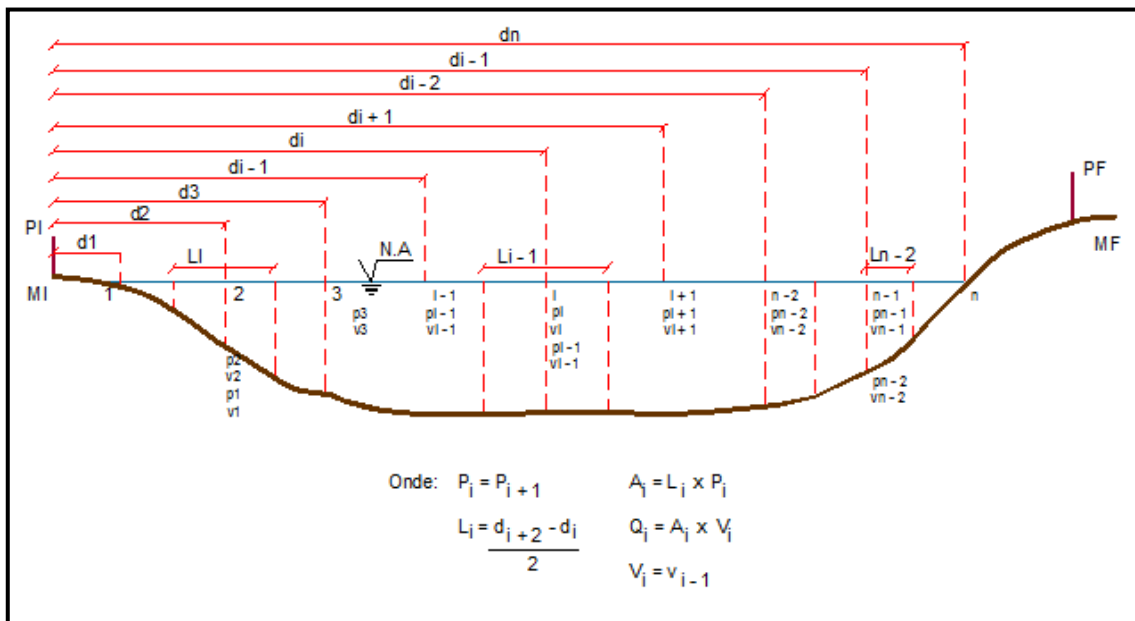 dn
di - 1
di - 2
di + 1
di
di - 1
d3
d2
d1
PI
PF
MI
MF
LI
N.A
Li - 1
Ln - 2
1
2
3
I - 1
I
I + 1
n - 2
n - 1
n
p3
pI - 1
pI
pI + 1
pn - 2
pn - 1
v3
vI - 1
vI
vI + 1
vn - 2
vn - 1
p2
v2
p1
v1
pI - 1
vI - 1
pn - 2
vn - 2
Onde: Pi = Pi+1
Ai = Li x Pi
Li = di+2 - di
2
Qi = Ai x Vi
Vi = vi-1